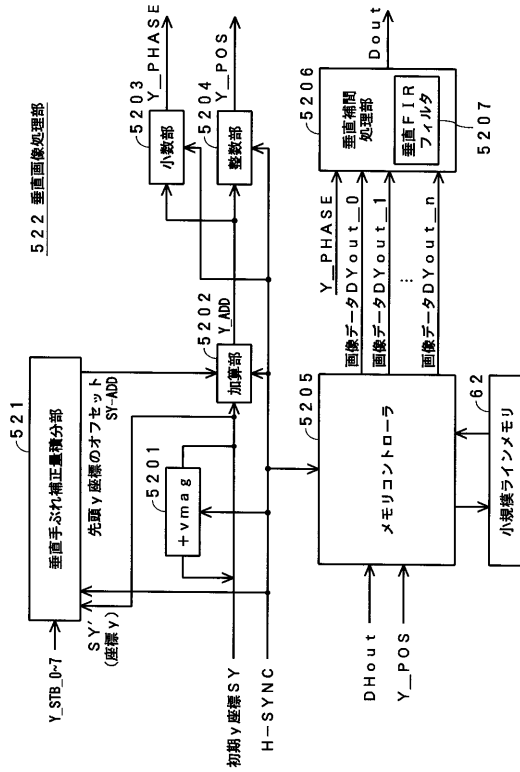 522 垂直画像処理部
521
垂直手ぶれ補正量積分部
Y_STB_0~7
SY'
(座標y)
先頭y座標のオフセット
SY-ADD
5201
+vmag
5202
加算部
Y_ADD
5203
小数部
Y_PHASE
5204
整数部
Y_POS
初期y座標SY
H-SYNC
5205
メモリコントローラ
DHout
Y_POS
62
小規模ラインメモリ
Y_PHASE
画像データDYout_0
画像データDYout_1
⋮
画像データDYout_n
5206
垂直補間
処理部
垂直FIR
フィルタ
5207
Dout